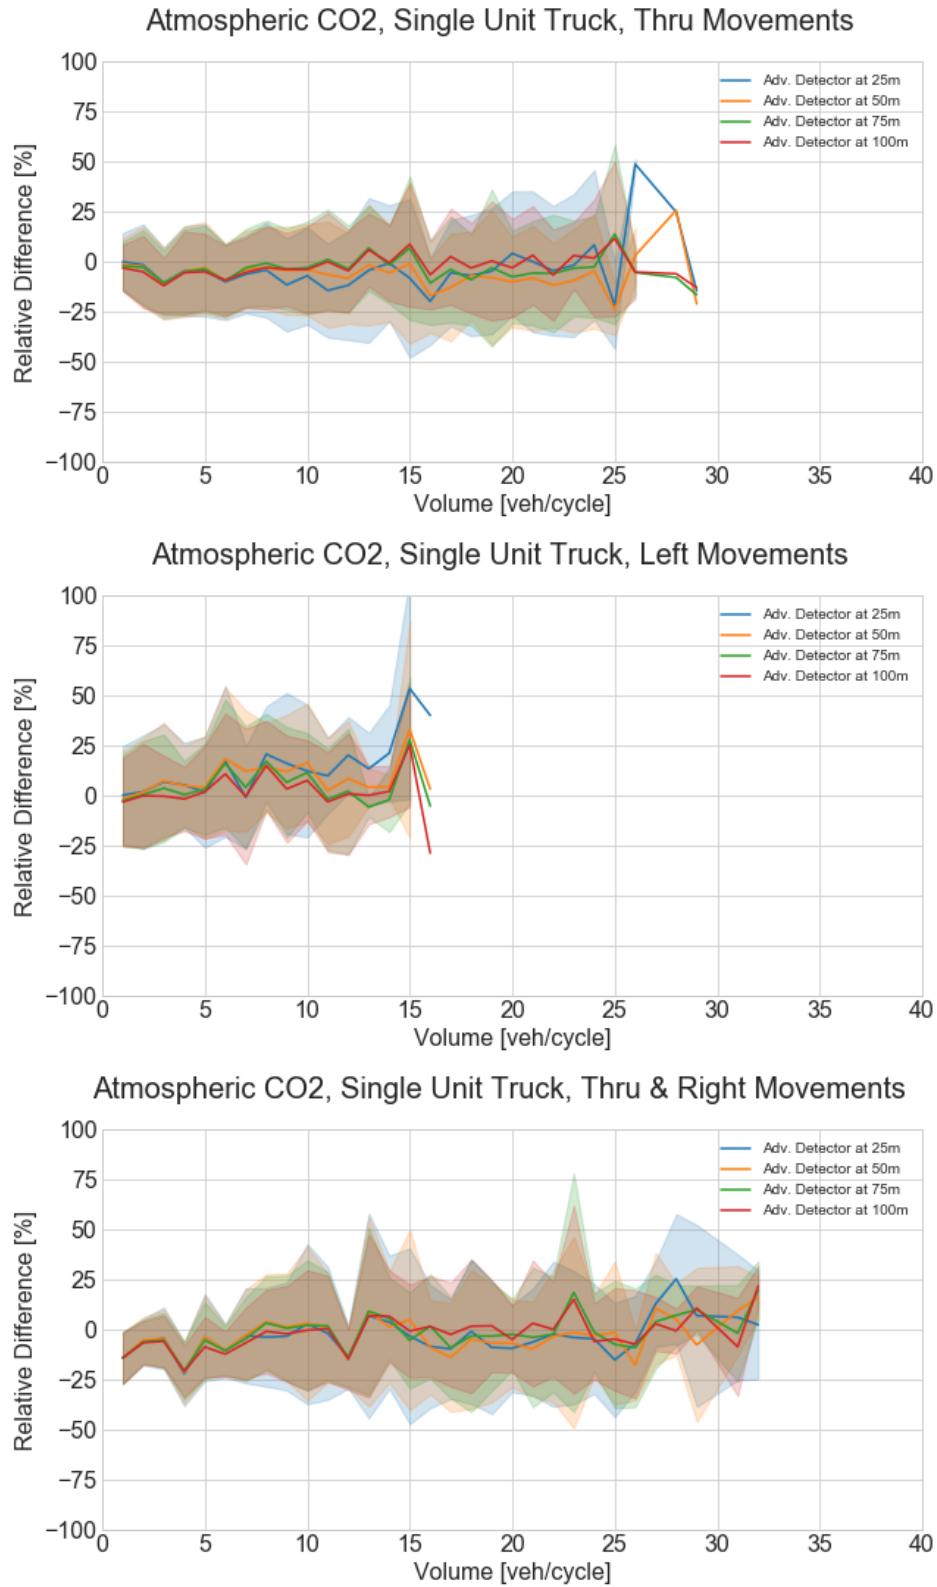 Atmospheric CO2, Single Unit Truck, Thru Movements
100
75
50
25
0
−25
−50
−75
−100
Relative Difference [%]
Adv. Detector at 25m
Adv. Detector at 50m
Adv. Detector at 75m
Adv. Detector at 100m
0 5 10 15 20 25 30 35 40
Volume [veh/cycle]
Atmospheric CO2, Single Unit Truck, Left Movements
100
75
50
25
0
−25
−50
−75
−100
Relative Difference [%]
Adv. Detector at 25m
Adv. Detector at 50m
Adv. Detector at 75m
Adv. Detector at 100m
0 5 10 15 20 25 30 35 40
Volume [veh/cycle]
Atmospheric CO2, Single Unit Truck, Thru & Right Movements
100
75
50
25
0
−25
−50
−75
−100
Relative Difference [%]
Adv. Detector at 25m
Adv. Detector at 50m
Adv. Detector at 75m
Adv. Detector at 100m
0 5 10 15 20 25 30 35 40
Volume [veh/cycle]